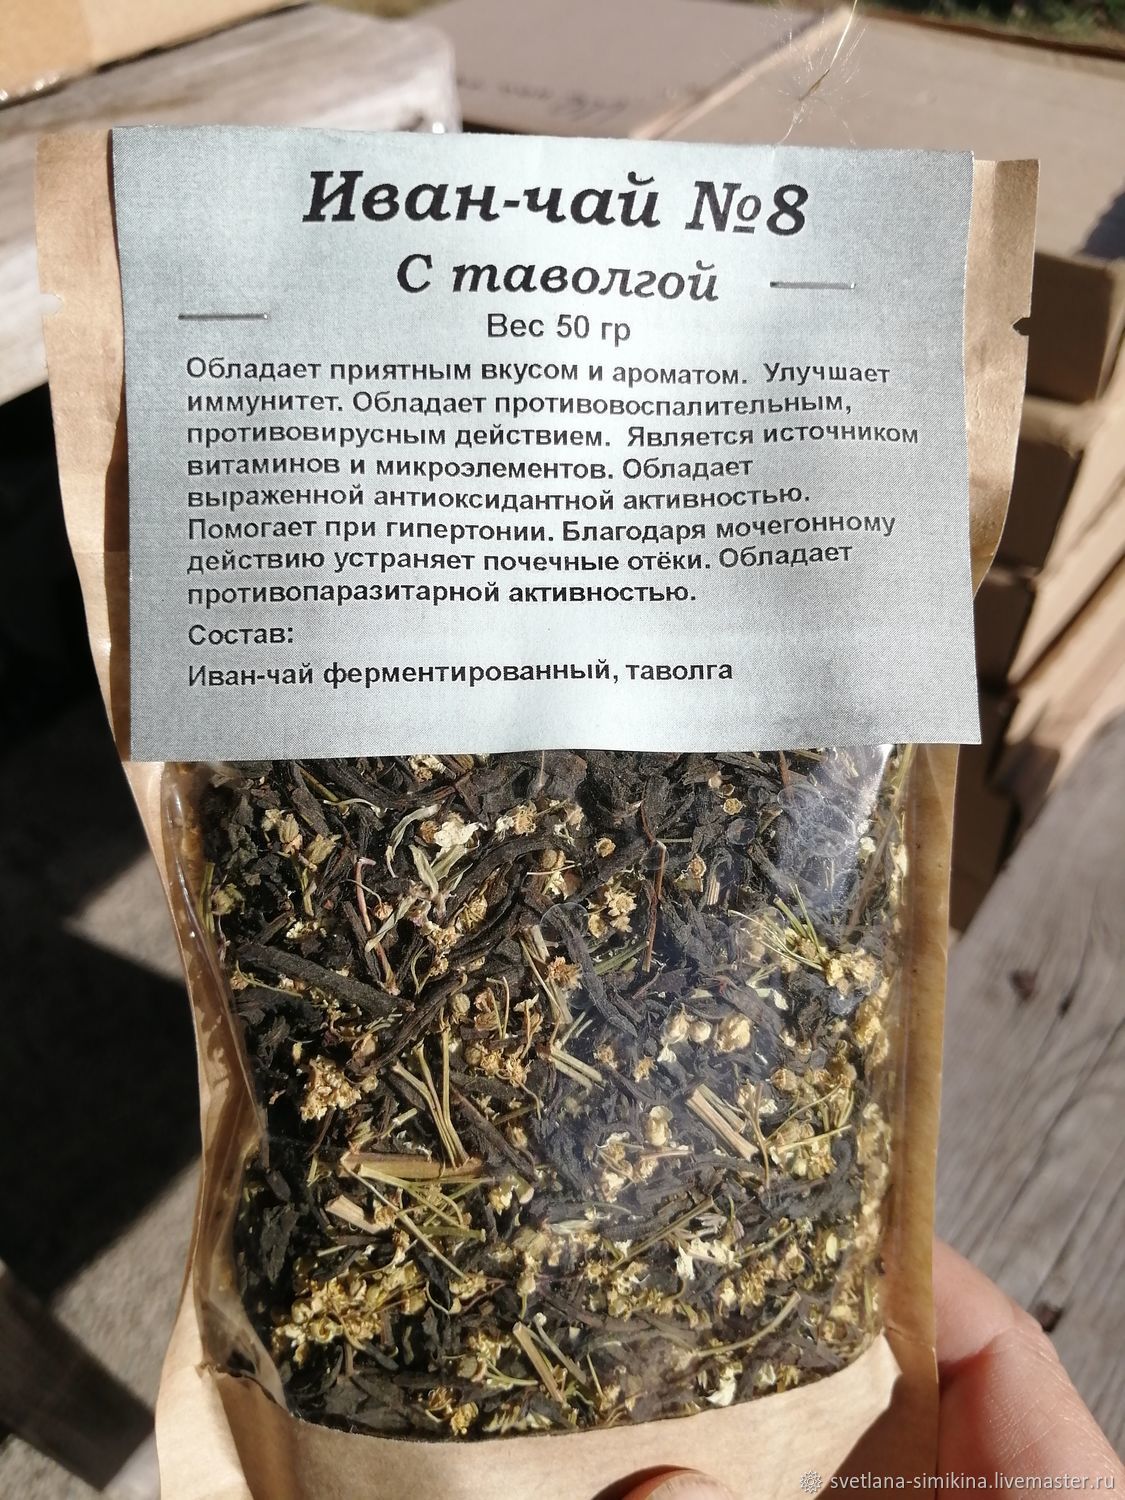 Иван-чай №8
С таволгой
Вес 50 гр
Обладает приятным вкусом и ароматом. Улучшает
иммунитет. Обладает противовоспалительным,
противовирусным действием. Является источником
витаминов и микроэлементов. Обладает
выраженной антиоксидантной активностью.
Помогает при гипертонии. Благодаря мочегонному
действию устраняет почечные отёки. Обладает
противопаразитарной активностью.
Состав:
Иван-чай ферментированный, таволга
svetlana-simikina.livemaster.ru